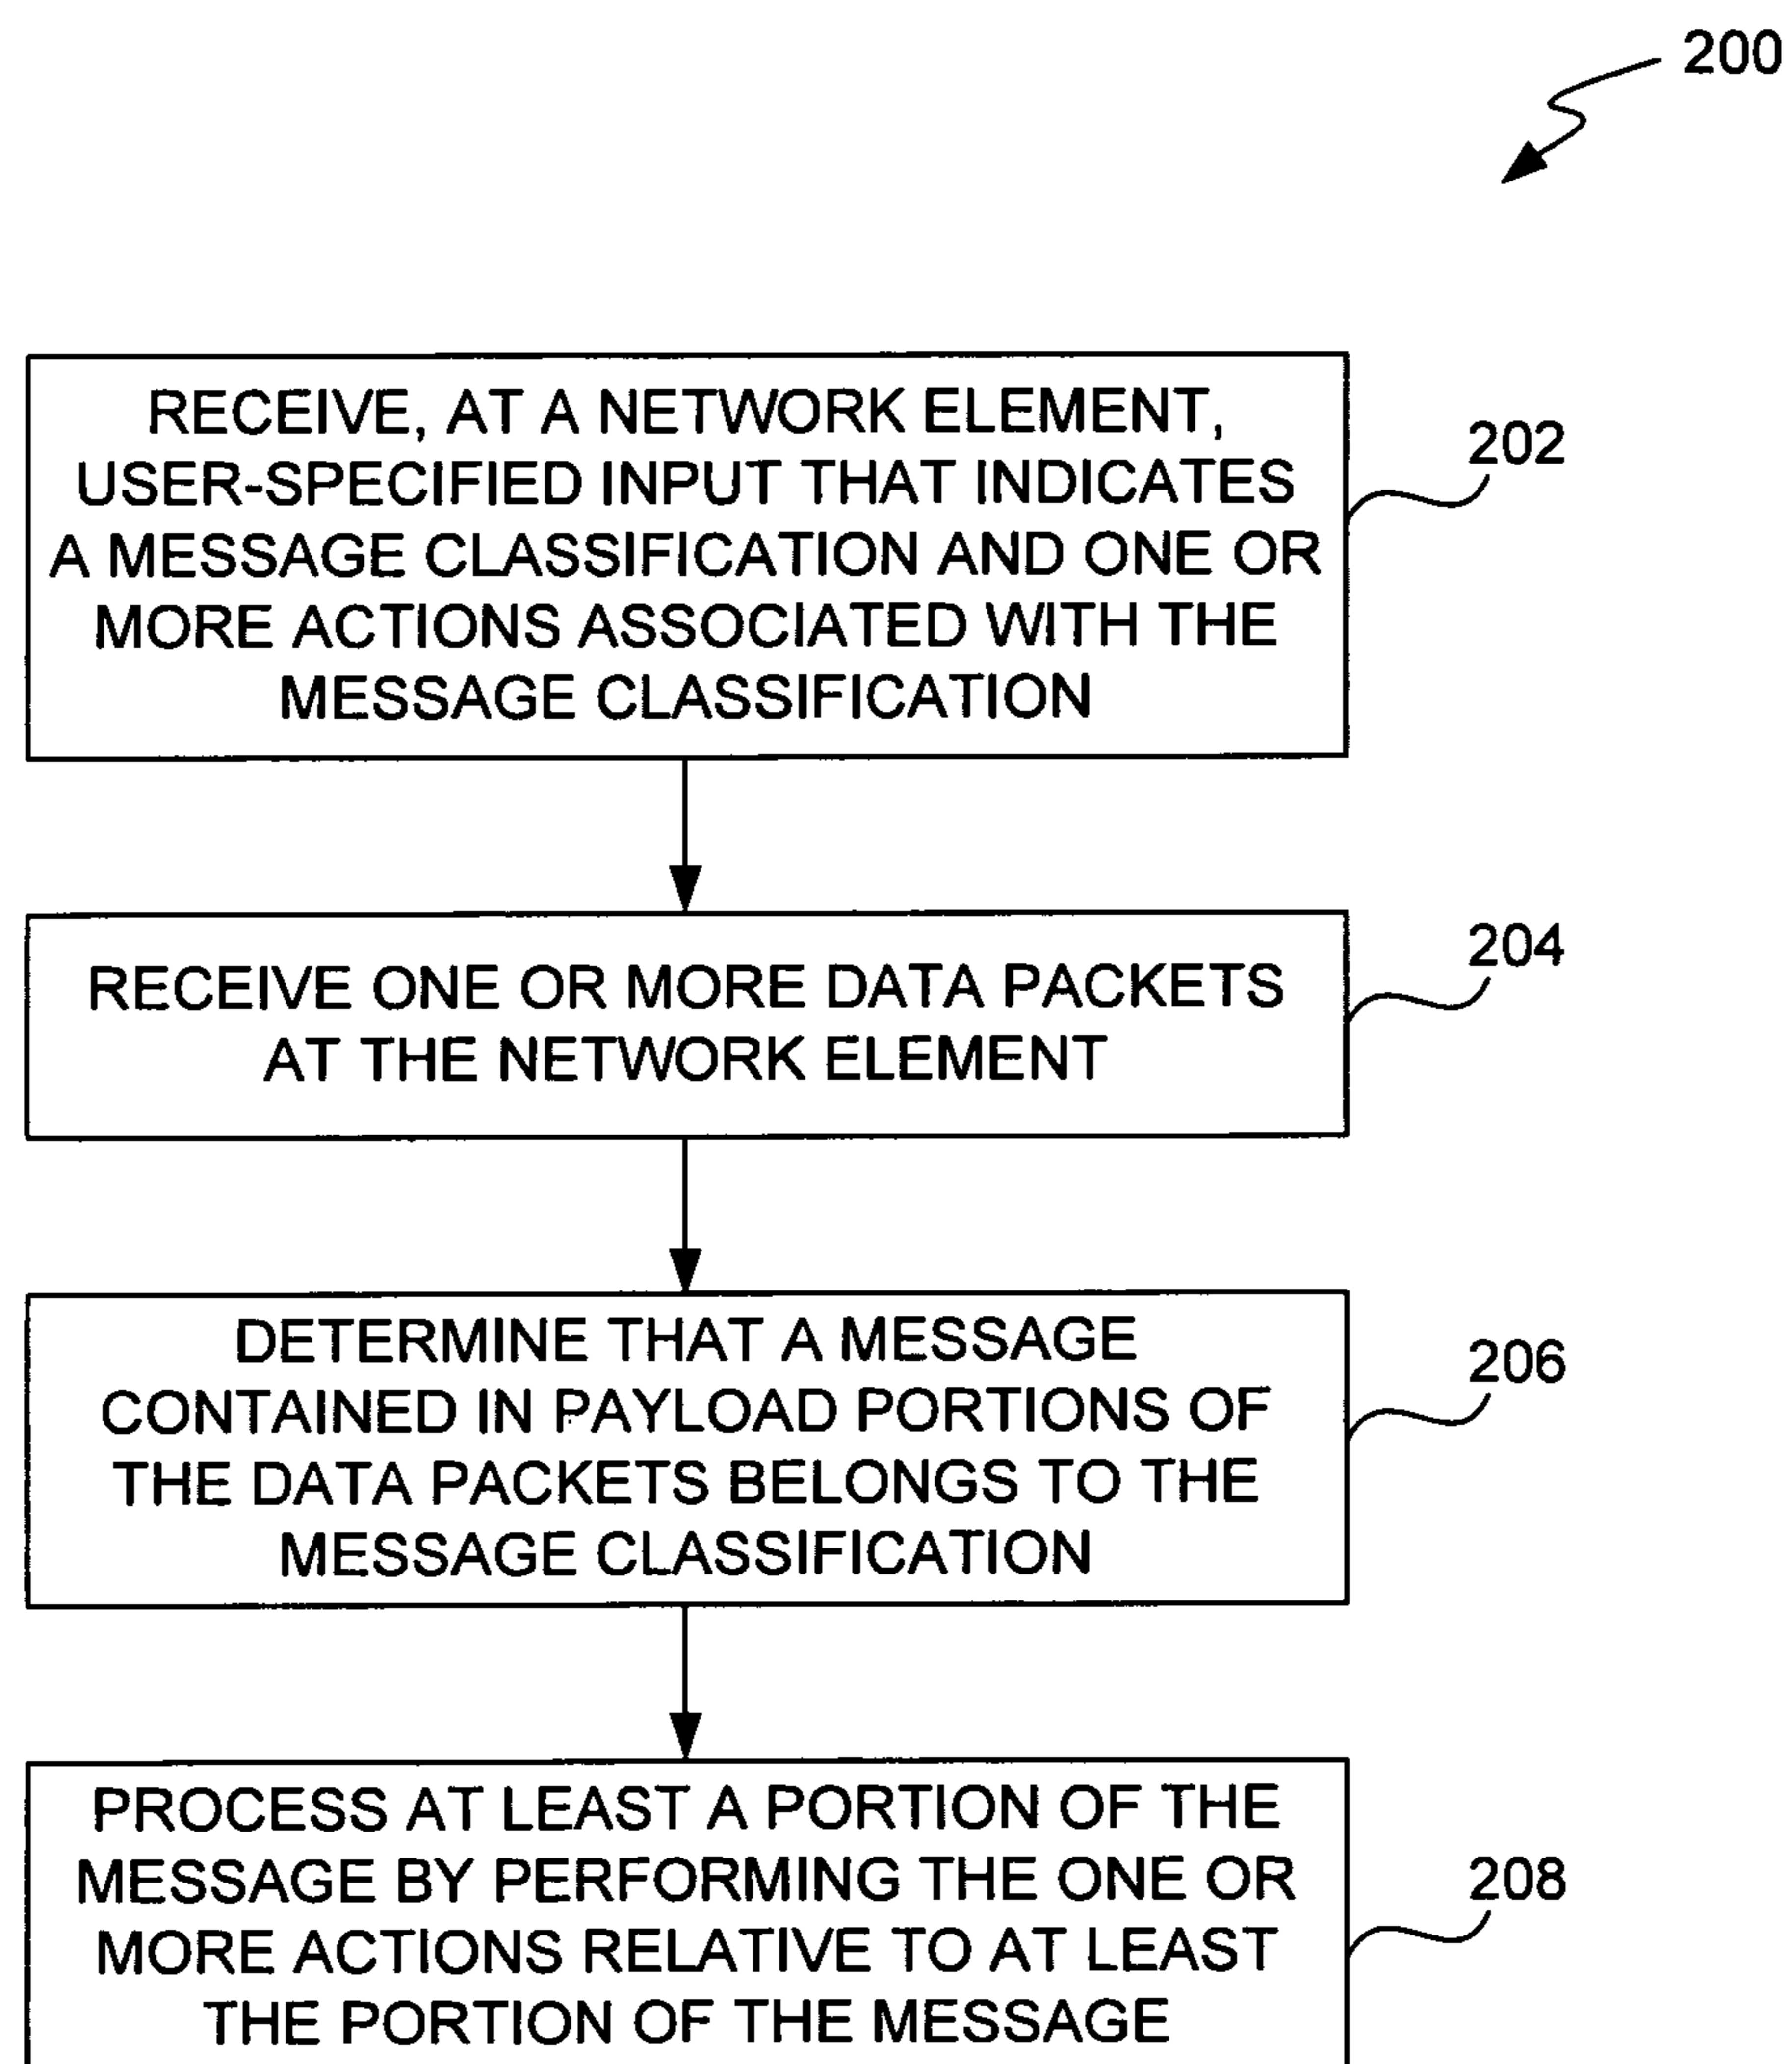 200
RECEIVE, AT A NETWORK ELEMENT,
USER-SPECIFIED INPUT THAT INDICATES
A MESSAGE CLASSIFICATION AND ONE OR
MORE ACTIONS ASSOCIATED WITH THE
MESSAGE CLASSIFICATION
202
RECEIVE ONE OR MORE DATA PACKETS
AT THE NETWORK ELEMENT
204
DETERMINE THAT A MESSAGE
CONTAINED IN PAYLOAD PORTIONS OF
THE DATA PACKETS BELONGS TO THE
MESSAGE CLASSIFICATION
206
PROCESS AT LEAST A PORTION OF THE
MESSAGE BY PERFORMING THE ONE OR
MORE ACTIONS RELATIVE TO AT LEAST
THE PORTION OF THE MESSAGE
208